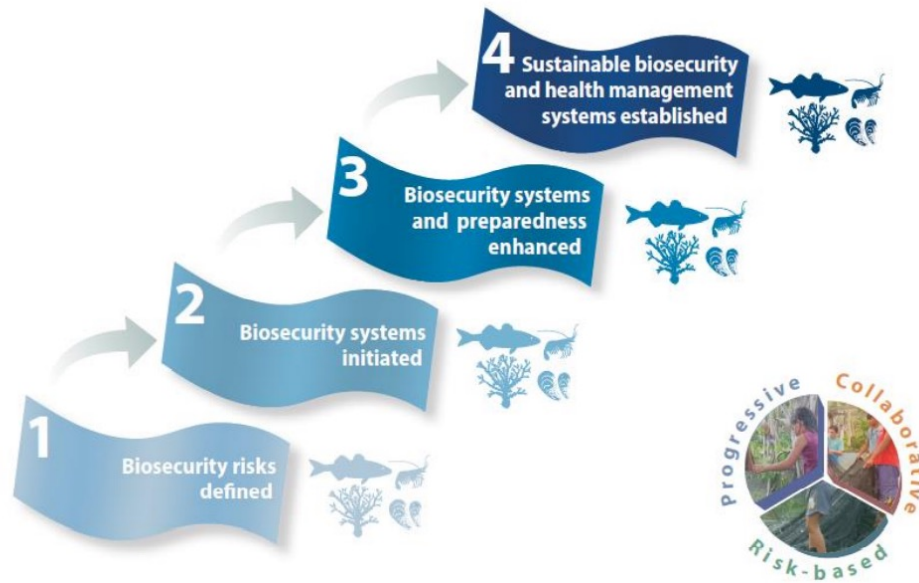 4 Sustainable biosecurity
and health management
systems established
3 Biosecurity systems
and preparedness
enhanced
2 Biosecurity systems
initiated
1 Biosecurity risks
defined
Progressive
Collaborative
Risk-based